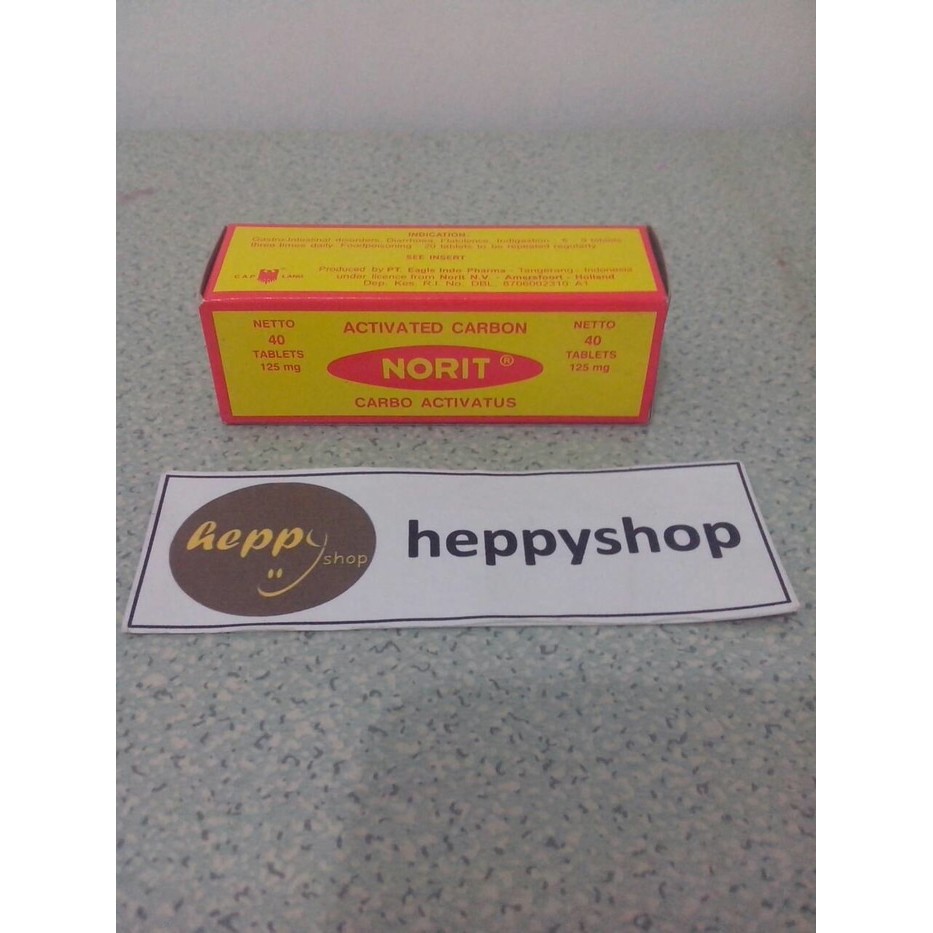 INDICATION:
Gastro-Intestinal disorders, Diarrhoea, Flatulence, Indigestion : 6 - 9 tablets
three times daily. Foodpoisoning : 20 tablets to be repeated regularly
SEE INSERT
CAP LANG
Produced by PT. Eagle Indo Pharma - Tangerang - Indonesia
under licence from Norit N.V. - Amersfoort - Holland
Dep. Kes. R.I. No. DBL. 8706002310 A1
NETTO
40
TABLETS
125 mg
ACTIVATED CARBON
NORIT ®
CARBO ACTIVATUS
NETTO
40
TABLETS
125 mg
heppy
shop
heppyshop